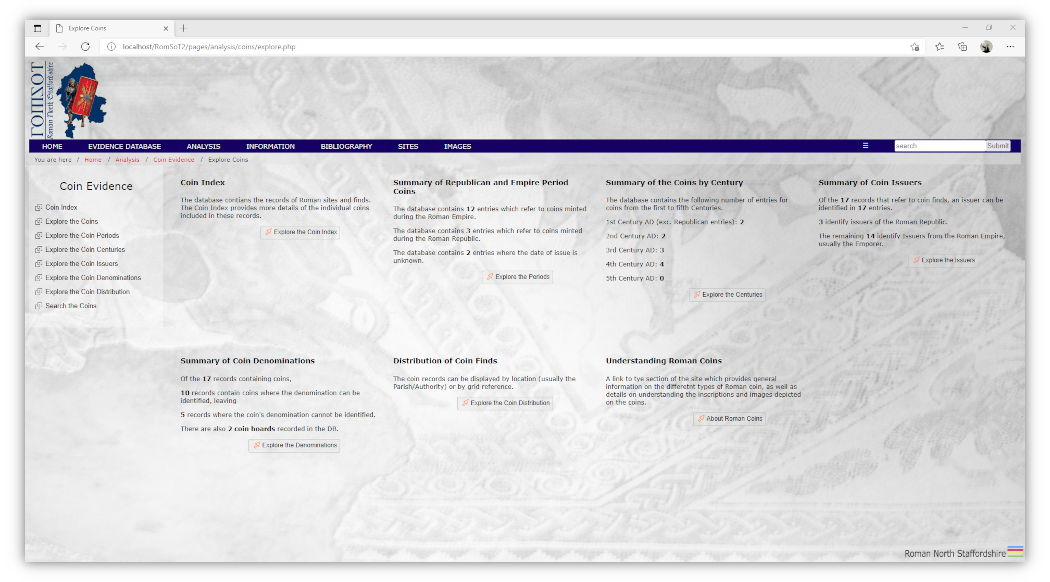 Explore Coins
localhost/RomSoT2/pages/analysis/coins/explore.php
Roman North Staffordshire
HOME EVIDENCE DATABASE ANALYSIS INFORMATION BIBLIOGRAPHY SITES IMAGES search Submit
You are here / Home / Analysis / Coin Evidence / Explore Coins
Coin Evidence
Coin Index
Explore the Coins
Explore the Coin Periods
Explore the Coin Centuries
Explore the Coin Issuers
Explore the Coin Denominations
Explore the Coin Distribution
Search the Coins
Coin Index
The database contians the records of Roman sites and finds.
The Coin Index provides more details of the individual coins
included in these records.
Explore the Coin Index
Summary of Republican and Empire Period
Coins
The database contains 12 entries which refer to coins minted
during the Roman Empire.
The database contains 3 entries which refer to coins minted
during the Roman Republic.
The database contains 2 entries where the date of issue is
unknown.
Explore the Periods
Summary of the Coins by Century
The database contains the following number of entries for
coins from the first to fifth Centuries.
1st Century AD (exc. Republican entries): 2
2nd Century AD: 2
3rd Century AD: 3
4th Century AD: 4
5th Century AD: 0
Explore the Centuries
Summary of Coin Issuers
Of the 17 records that refer to coin finds, an issuer can be
identified in 17 entries.
3 identify issuers of the Roman Republic.
The remaining 14 identify Issuers from the Roman Empire,
usually the Emporer.
Explore the Issuers
Summary of Coin Denominations
Of the 17 records containing coins,
10 records contain coins where the denomination can be
identified, leaving
5 records where the coin's denomination cannot be identified.
There are also 2 coin hoards recorded in the DB.
Explore the Denominations
Distribution of Coin Finds
The coin records can be displayed by location (usually the
Parish/Authority) or by grid reference.
Explore the Coin Distribution
Understanding Roman Coins
A link to tye section of the site which provides general
information on the differetnt types of Roman coin, as well as
details on understanding the inscriptions and images depicted
on the coins.
About Roman Coins
Roman North Staffordshire